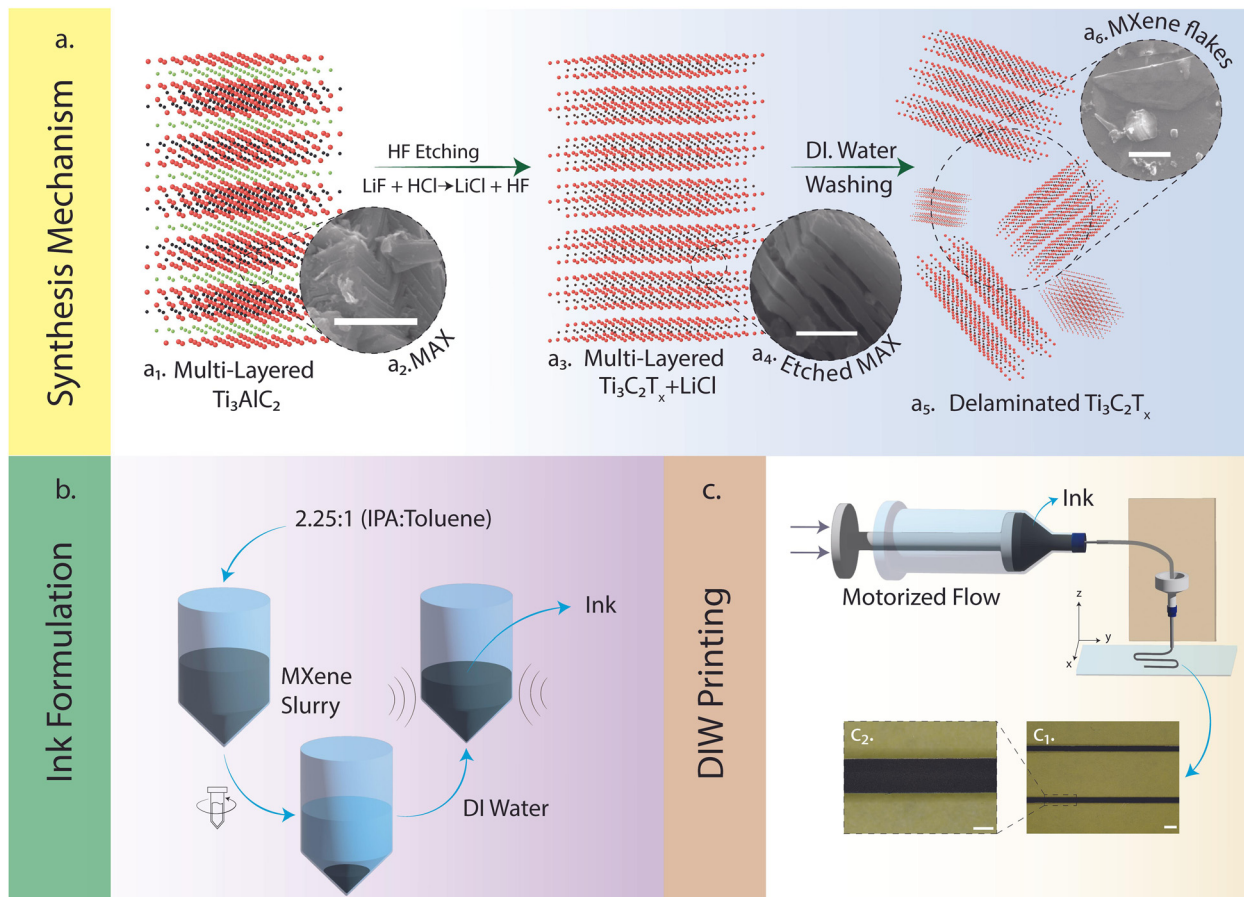 a.
Synthesis Mechanism
HF Etching
LiF + HCl→LiCl + HF
DI. Water
Washing
a₆. MXene flakes
a₂. MAX
a₄. Etched MAX
a₁. Multi-Layered
Ti₃AlC₂
a₃. Multi-Layered
Ti₃C₂Tₓ+LiCl
a₅. Delaminated Ti₃C₂Tₓ
b.
Ink Formulation
2.25:1 (IPA:Toluene)
Ink
MXene
Slurry
DI Water
c.
DIW Printing
Ink
Motorized Flow
z
y
x
C₂.
C₁.